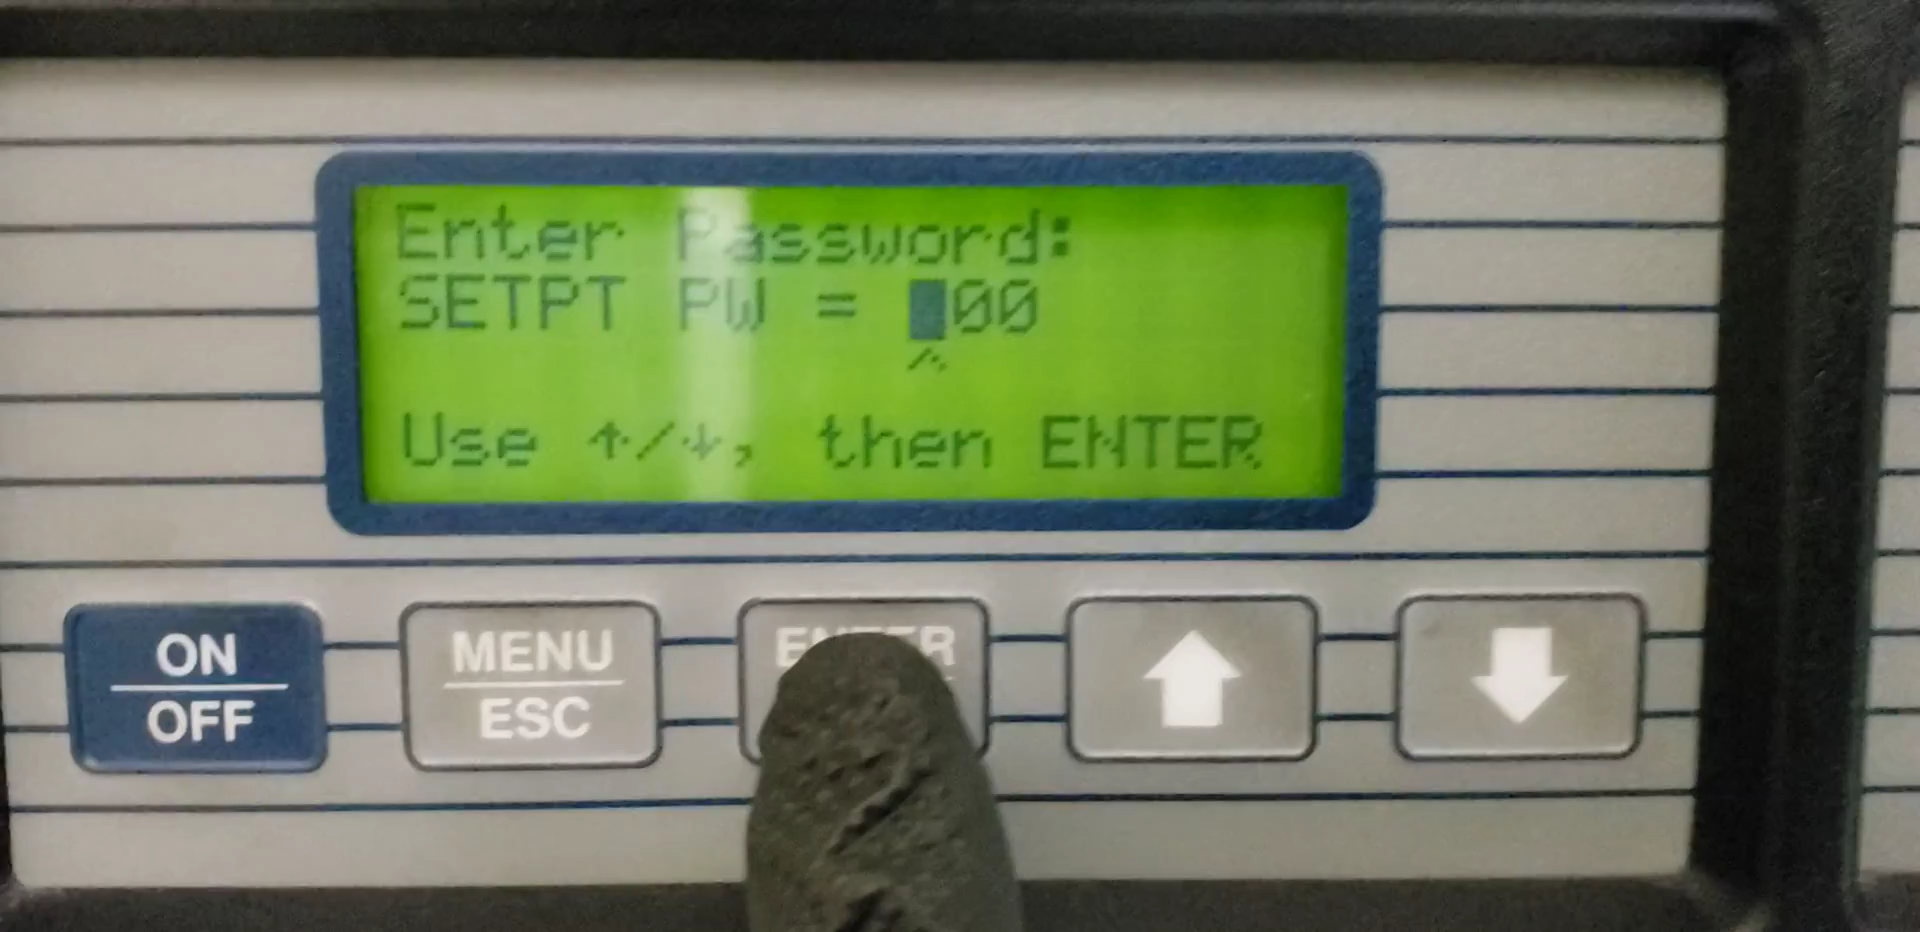 Enter Password:
SETPT PW = 00
Use ↑/↓, then ENTER
ON
OFF
MENU
ESC
ENTER